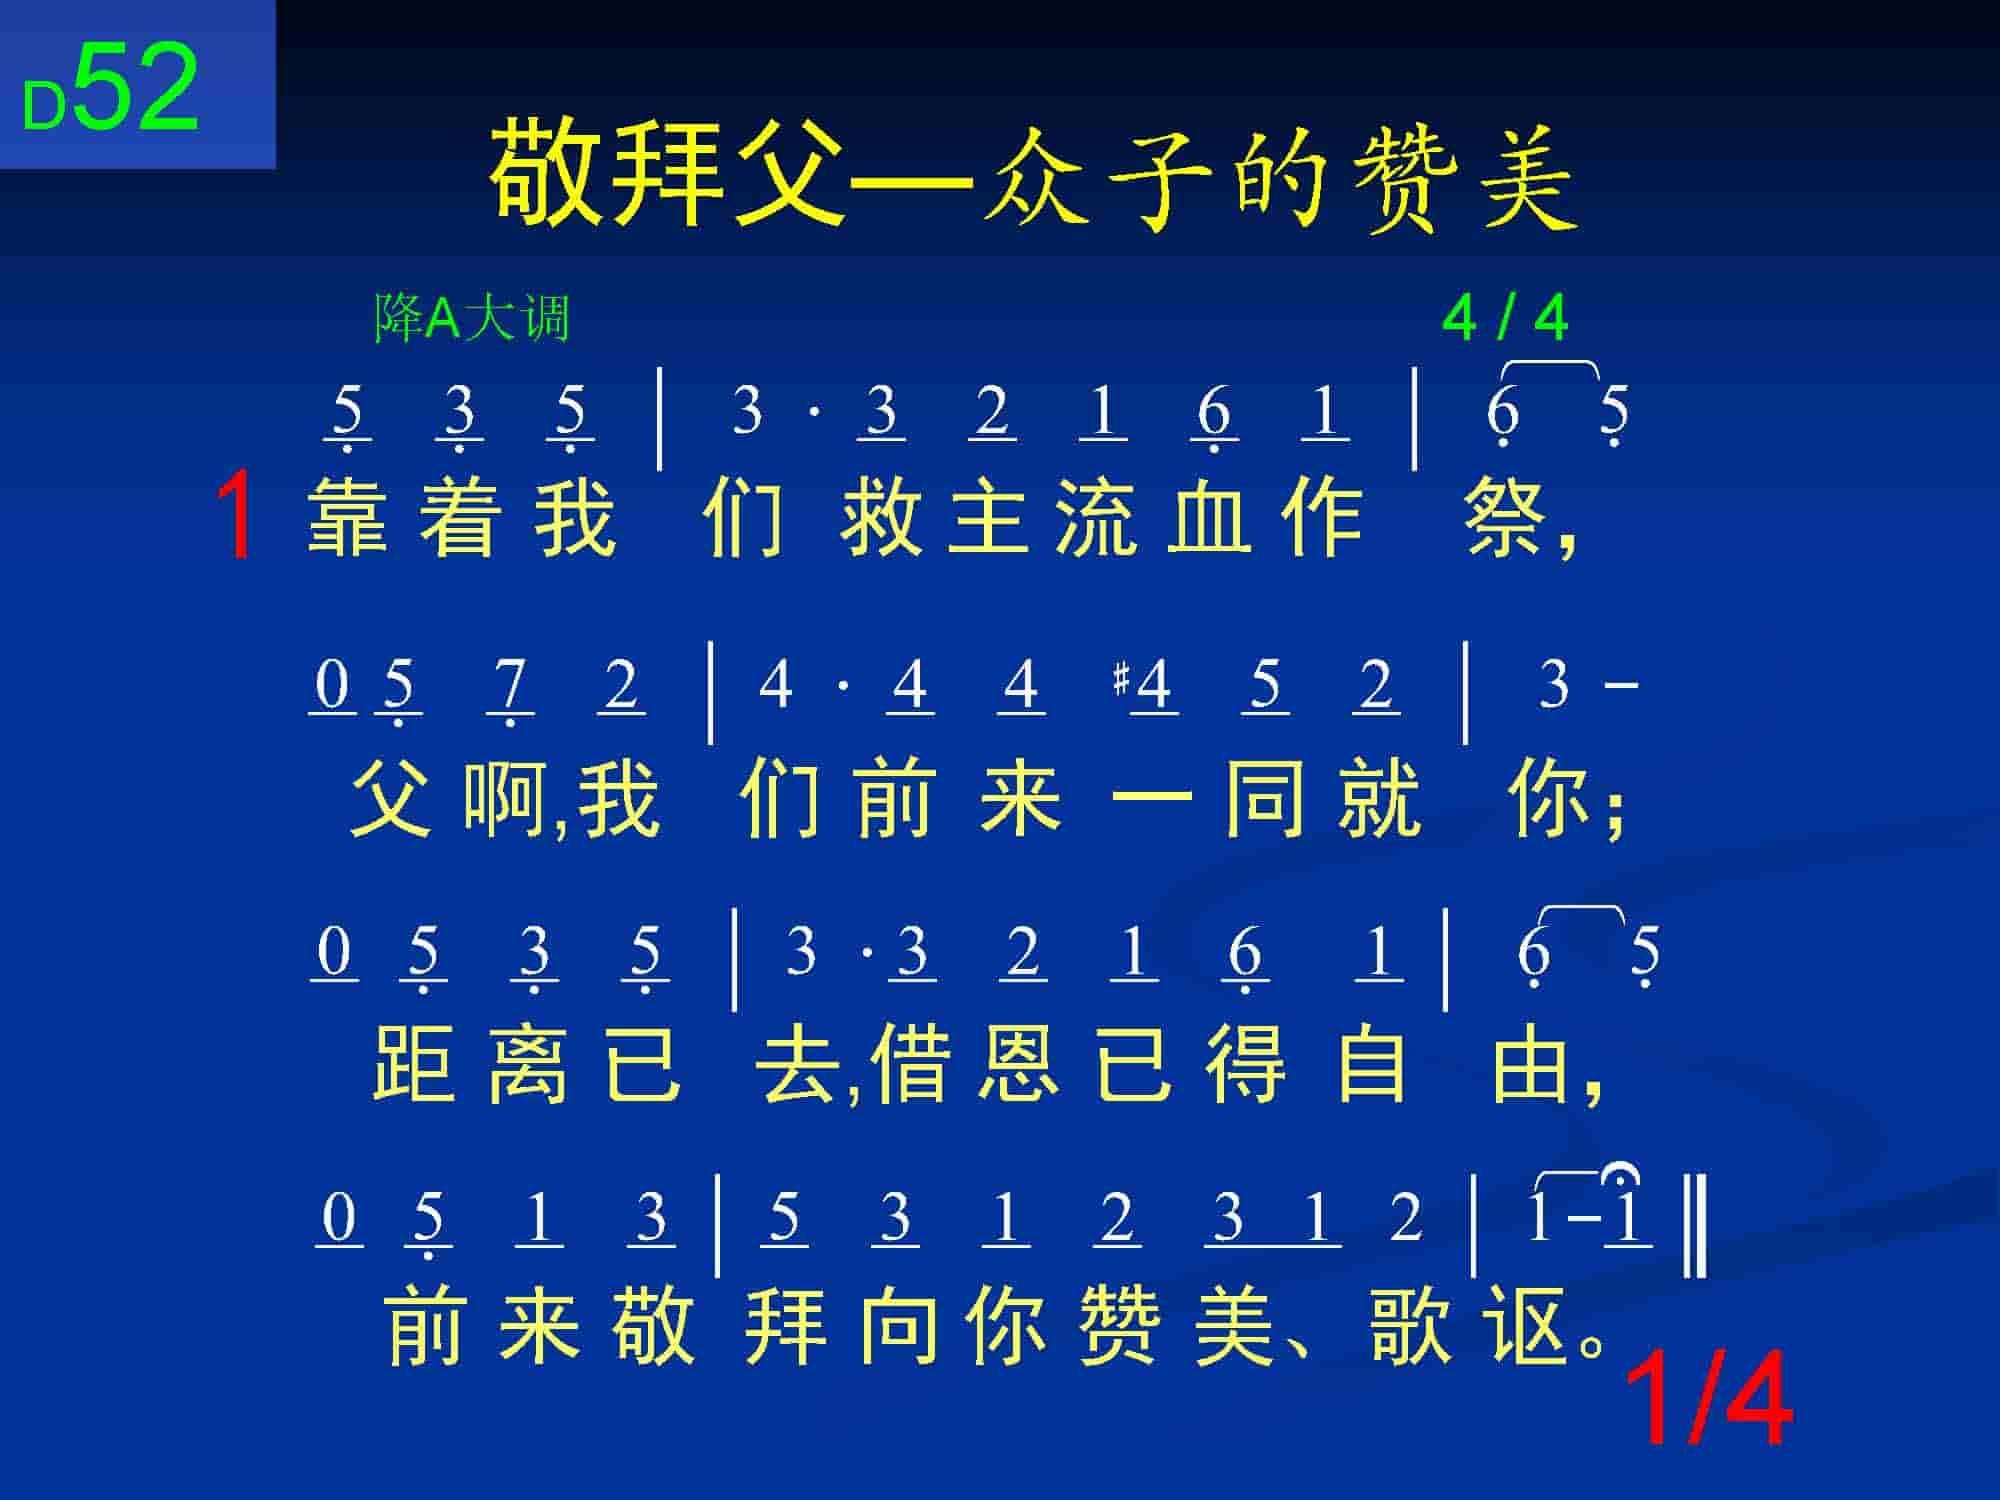 D52
敬拜父—众子的赞美
降A大调 4 / 4
5 3 5 | 3 · 3 2 1 6 1 | 6 5
1 靠着我 们 救主流血作 祭，
0 5 7 2 | 4 · 4 4 #4 5 2 | 3 –
父啊,我 们前来一同就 你；
0 5 3 5 | 3 · 3 2 1 6 1 | 6 5
距离已 去,借恩已得自 由，
0 5 1 3 | 5 3 1 2 3 1 2 | 1 – 1 ‖
前来敬 拜向你赞美、歌讴。
1/4